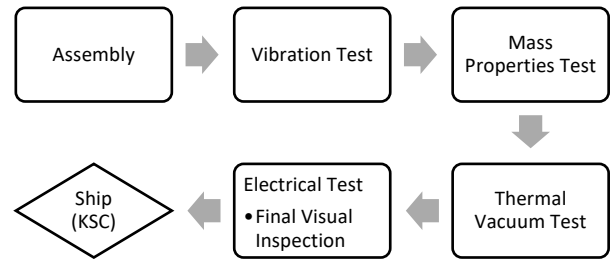 Assembly
Vibration Test
Mass
Properties Test
Thermal
Vacuum Test
Electrical Test
•Final Visual
Inspection
Ship
(KSC)